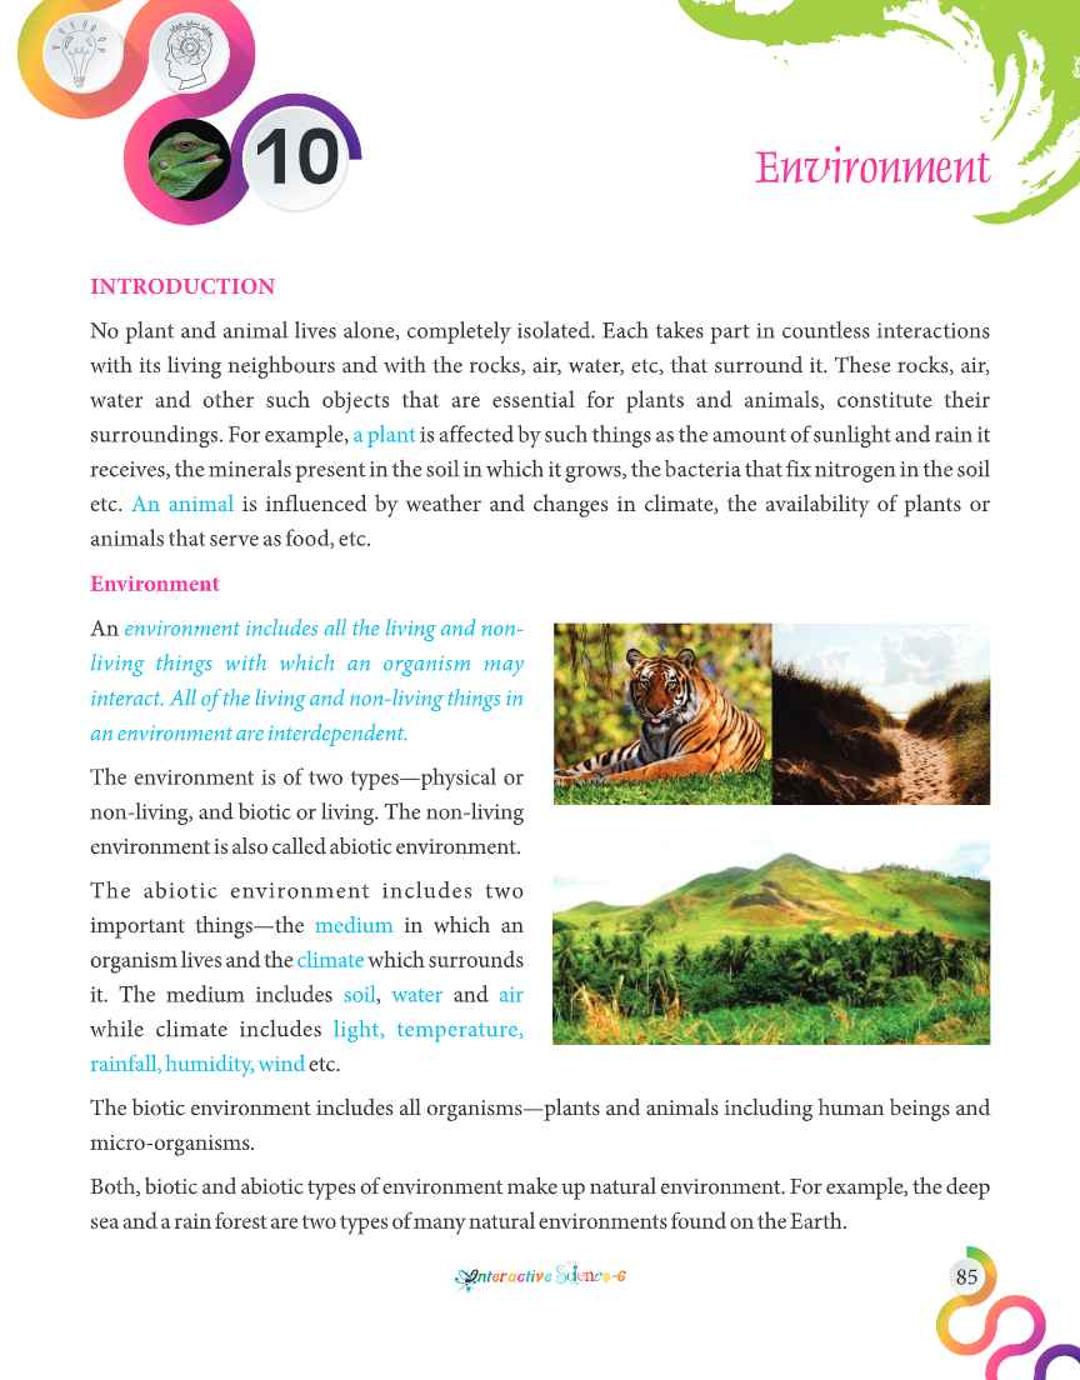 10
Environment
INTRODUCTION
No plant and animal lives alone, completely isolated. Each takes part in countless interactions
with its living neighbours and with the rocks, air, water, etc, that surround it. These rocks, air,
water and other such objects that are essential for plants and animals, constitute their
surroundings. For example, a plant is affected by such things as the amount of sunlight and rain it
receives, the minerals present in the soil in which it grows, the bacteria that fix nitrogen in the soil
etc. An animal is influenced by weather and changes in climate, the availability of plants or
animals that serve as food, etc.
Environment
An environment includes all the living and non-
living things with which an organism may
interact. All of the living and non-living things in
an environment are interdependent.
The environment is of two types—physical or
non-living, and biotic or living. The non-living
environment is also called abiotic environment.
The abiotic environment includes two
important things—the medium in which an
organism lives and the climate which surrounds
it. The medium includes soil, water and air
while climate includes light, temperature,
rainfall, humidity, wind etc.
The biotic environment includes all organisms—plants and animals including human beings and
micro-organisms.
Both, biotic and abiotic types of environment make up natural environment. For example, the deep
sea and a rain forest are two types of many natural environments found on the Earth.
Interactive Science-6
85